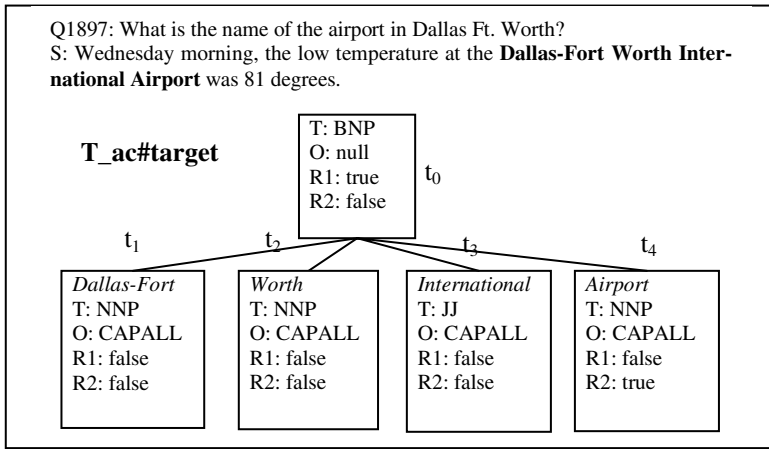 Q1897: What is the name of the airport in Dallas Ft. Worth?
S: Wednesday morning, the low temperature at the Dallas-Fort Worth Inter-
national Airport was 81 degrees.
T_ac#target
T: BNP
O: null
R1: true
R2: false
t0
t1
t2
t3
t4
Dallas-Fort
T: NNP
O: CAPALL
R1: false
R2: false
Worth
T: NNP
O: CAPALL
R1: false
R2: false
International
T: JJ
O: CAPALL
R1: false
R2: false
Airport
T: NNP
O: CAPALL
R1: false
R2: true